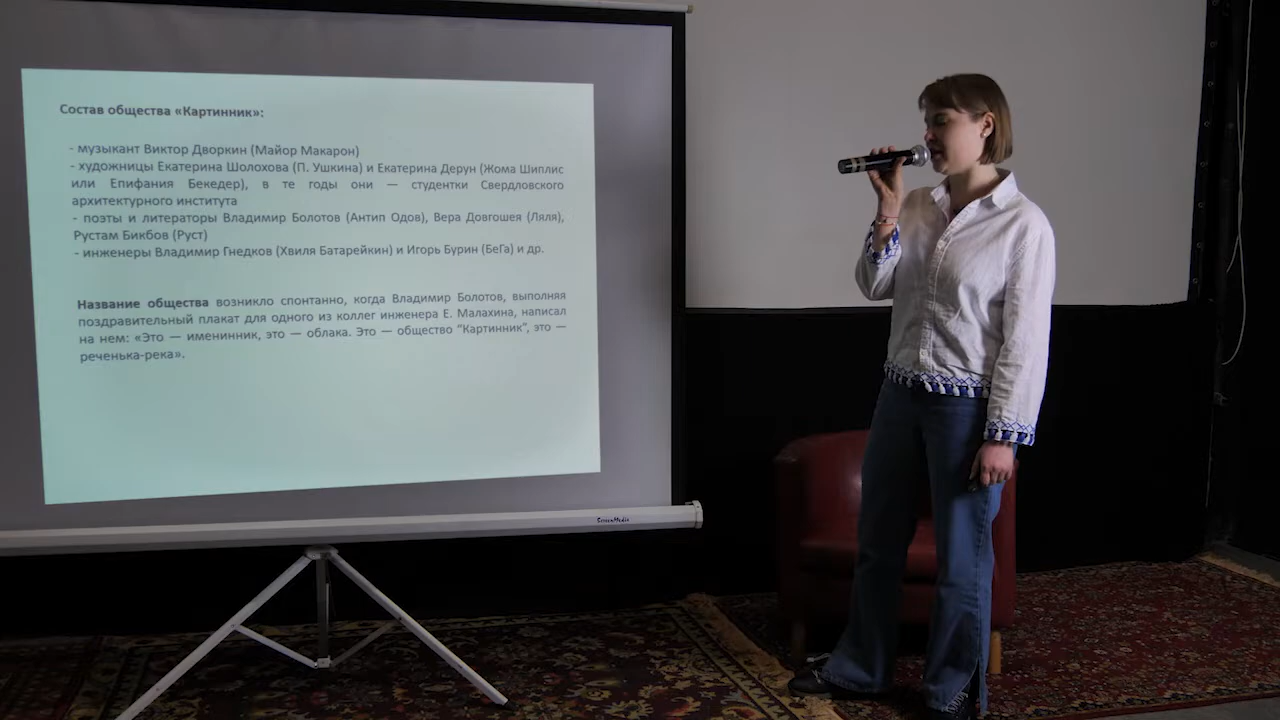 Состав общества «Картинник»:
- музыкант Виктор Дворкин (Майор Макарон)
- художницы Екатерина Шолохова (П. Ушкина) и Екатерина Дерун (Жома Шиплис
или Епифания Бекедер), в те годы они — студентки Свердловского
архитектурного института
- поэты и литераторы Владимир Болотов (Антип Одов), Вера Довгошея (Ляля),
Рустам Бикбов (Руст)
- инженеры Владимир Гнедков (Хвиля Батарейкин) и Игорь Бурин (БеГа) и др.
Название общества возникло спонтанно, когда Владимир Болотов, выполняя
поздравительный плакат для одного из коллег инженера Е. Малахина, написал
на нем: «Это — именинник, это — облака. Это — общество “Картинник”, это —
реченька-река».
ScreenMedia